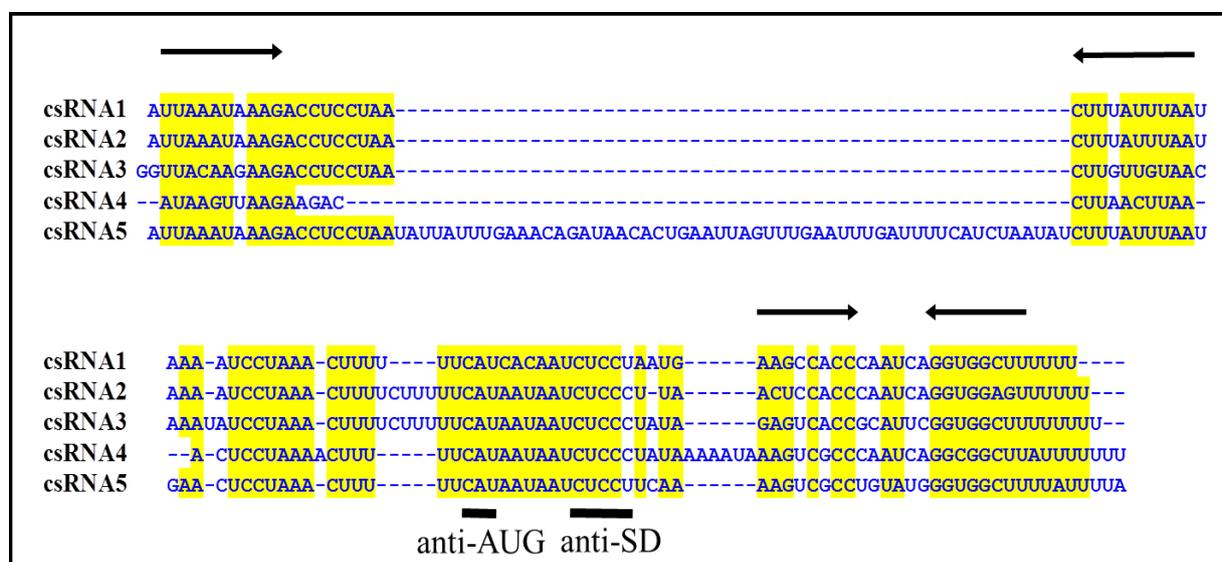 csRNA1 AUUAAAUAAAGACCUCCUAA-------------------------------------------------------CUUUAUUUAAU
csRNA2 AUUAAAUAAAGACCUCCUAA-------------------------------------------------------CUUUAUUUAAU
csRNA3 GGUUACAAGAAGACCUCCUAA-------------------------------------------------------CUUGUUGUAAC
csRNA4 --AUAAGUUAAGAAGAC-----------------------------------------------------------CUUAACUUAA-
csRNA5 AUUAAAUAAAGACCUCCUAAUAUUAUUUGAAACAGAUAACACUGAAUUAGUUUGAAUUUGAUUUUCAUCUAAUAUCUUUAUUUAAU
csRNA1 AAA-AUCCUAAA-CUUUU----UUCAUCACAAUCUCCUAAUG------AAGCCACCCAAUCAGGUGGCUUUUUU----
csRNA2 AAA-AUCCUAAA-CUUUUCUUUUUCAUAAUAAUCUCCCU-UA------ACUCCACCCAAUCAGGUGGAGUUUUUU---
csRNA3 AAAUAUCCUAAA-CUUUUCUUUUUCAUAAUAAUCUCCCUAUA------GAGUCACCGCAUUCGGUGGCUUUUUUUU--
csRNA4 --A-CUCCUAAAACUUU-----UUCAUAAUAAUCUCCCUAUAAAAAUAAAGUCGCCCAAUCAGGCGGCUUAUUUUUUU
csRNA5 GAA-CUCCUAAA-CUUU-----UUCAUAAUAAUCUCCUUCAA------AAGUCGCCUGUAUGGGUGGCUUUUAUUUUA
anti-AUG anti-SD